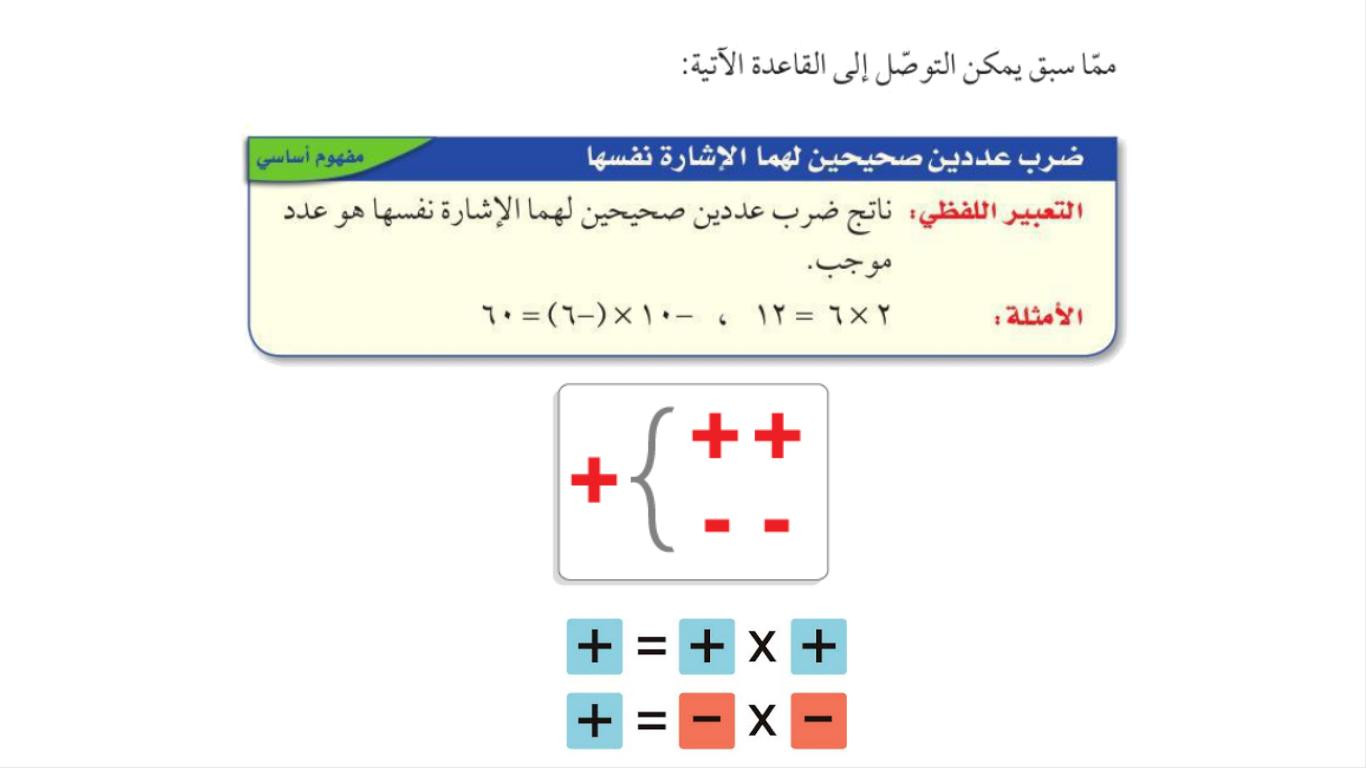 ممّا سبق يمكن التوصّل إلى القاعدة الآتية:
ضرب عددين صحيحين لهما الإشارة نفسها
مفهوم أساسي
التعبير اللفظي: ناتج ضرب عددين صحيحين لهما الإشارة نفسها هو عدد
موجب.
الأمثلة: ٢ × ٦ = ١٢ ، −١٠ × (−٦) = ٦٠
+ +
+ {
- -
+ x + = +
− x − = +